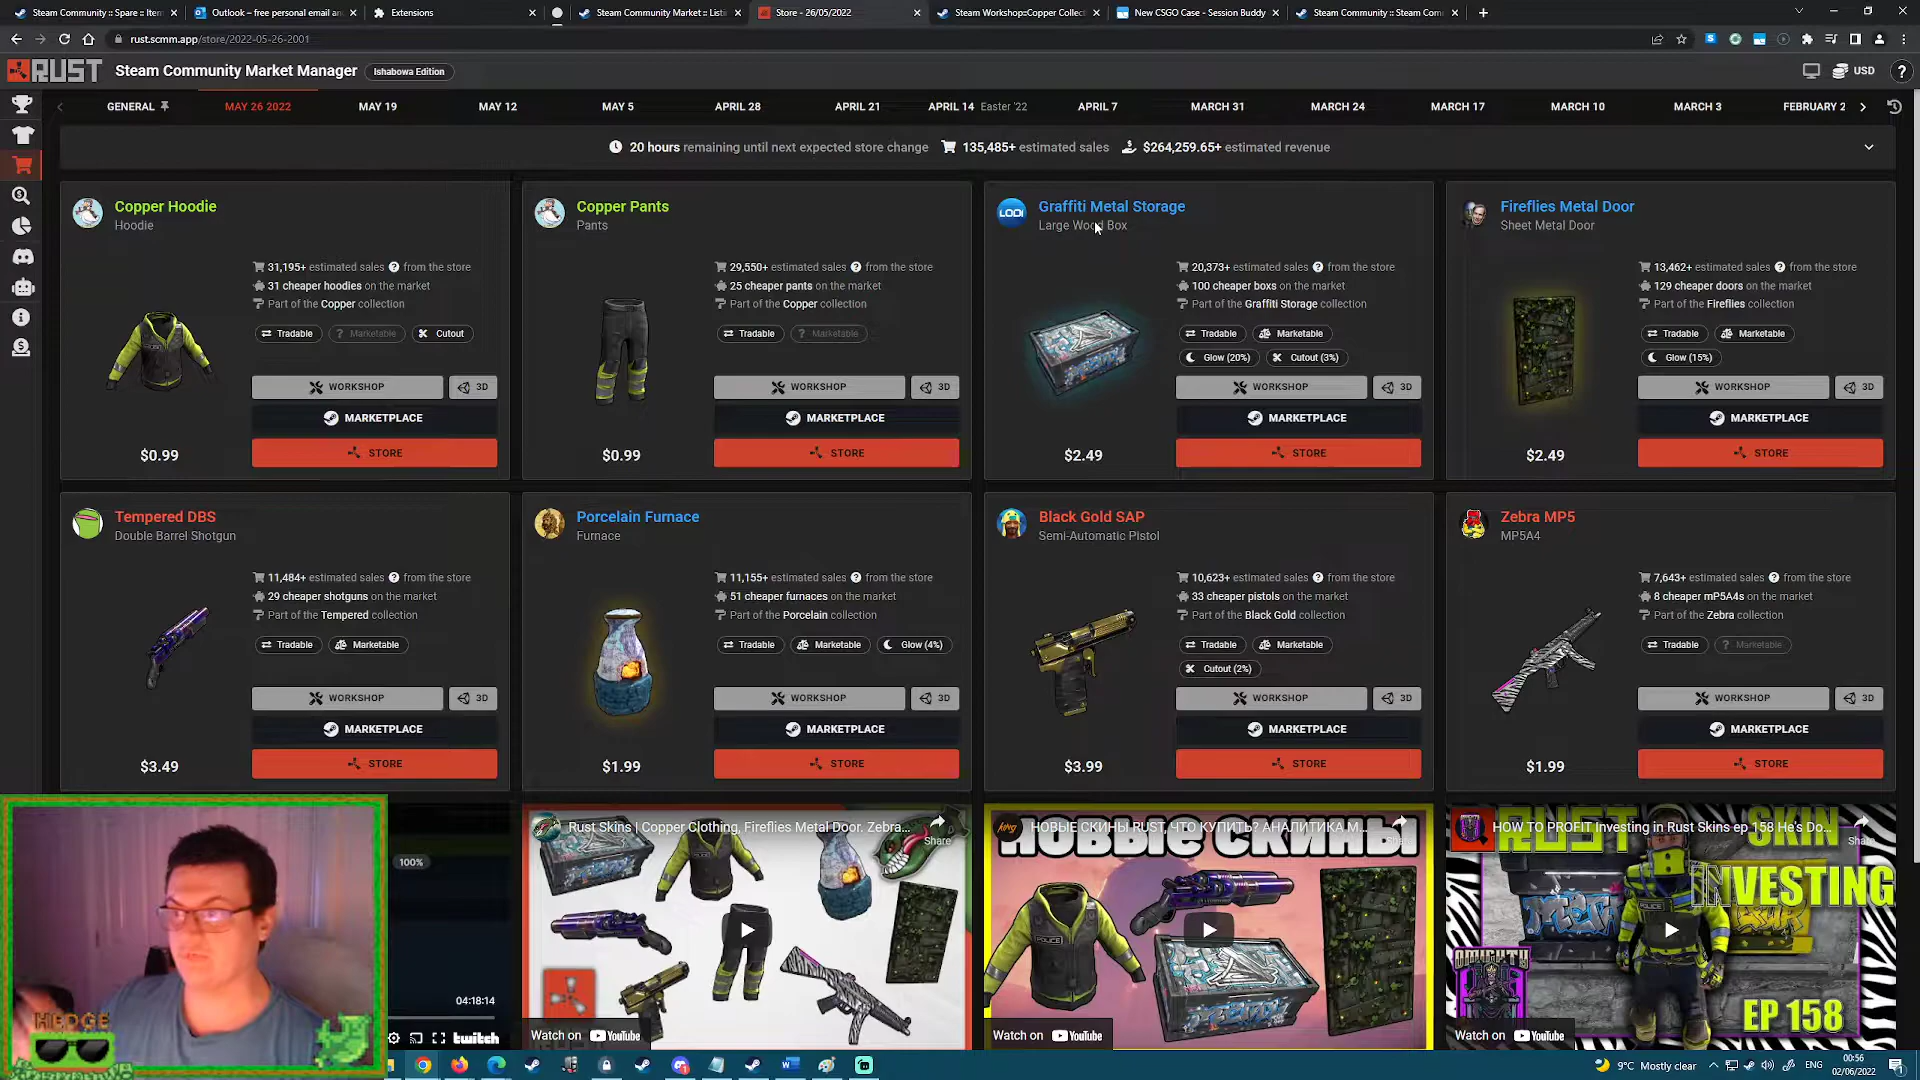 Steam Community :: Spare :: Item
Outlook – free personal email an
Extensions
Steam Community Market :: Listi
Store - 26/05/2022
Steam Workshop::Copper Collect
New CSGO Case - Session Buddy
Steam Community :: Steam Com
rust.scmm.app/store/2022-05-26-2001
RUST Steam Community Market Manager Ishabowa Edition
USD
GENERAL MAY 26 2022 MAY 19 MAY 12 MAY 5 APRIL 28 APRIL 21 APRIL 14 Easter '22 APRIL 7 MARCH 31 MARCH 24 MARCH 17 MARCH 10 MARCH 3 FEBRUARY 2
20 hours remaining until next expected store change 135,485+ estimated sales $264,259.65+ estimated revenue
Copper Hoodie
Hoodie
31,195+ estimated sales ? from the store
31 cheaper hoodies on the market
Part of the Copper collection
Tradable ? Marketable Cutout
WORKSHOP 3D
MARKETPLACE
$0.99 STORE
Copper Pants
Pants
29,550+ estimated sales ? from the store
25 cheaper pants on the market
Part of the Copper collection
Tradable ? Marketable
WORKSHOP 3D
MARKETPLACE
$0.99 STORE
LODI
Graffiti Metal Storage
Large Wood Box
20,373+ estimated sales ? from the store
100 cheaper boxs on the market
Part of the Graffiti Storage collection
Tradable Marketable
Glow (20%) Cutout (3%)
WORKSHOP 3D
MARKETPLACE
$2.49 STORE
Fireflies Metal Door
Sheet Metal Door
13,462+ estimated sales ? from the store
129 cheaper doors on the market
Part of the Fireflies collection
Tradable Marketable
Glow (15%)
WORKSHOP 3D
MARKETPLACE
$2.49 STORE
Tempered DBS
Double Barrel Shotgun
11,484+ estimated sales ? from the store
29 cheaper shotguns on the market
Part of the Tempered collection
Tradable Marketable
WORKSHOP 3D
MARKETPLACE
$3.49 STORE
Porcelain Furnace
Furnace
11,155+ estimated sales ? from the store
51 cheaper furnaces on the market
Part of the Porcelain collection
Tradable Marketable Glow (4%)
WORKSHOP 3D
MARKETPLACE
$1.99 STORE
Black Gold SAP
Semi-Automatic Pistol
10,623+ estimated sales ? from the store
33 cheaper pistols on the market
Part of the Black Gold collection
Tradable Marketable
Cutout (2%)
WORKSHOP 3D
MARKETPLACE
$3.99 STORE
Zebra MP5
MP5A4
7,643+ estimated sales ? from the store
8 cheaper mP5A4s on the market
Part of the Zebra collection
Tradable ? Marketable
WORKSHOP 3D
MARKETPLACE
$1.99 STORE
100%
04:18:14
twitch
HEDGE
Rust Skins | Copper Clothing, Fireflies Metal Door. Zebra...
Share
Watch on YouTube
НОВЫЕ СКИНЫ RUST, ЧТО КУПИТЬ? АНАЛИТИКА М...
НОВЫЕ СКИНЫ
POLICE
Watch on YouTube
HOW TO PROFIT Investing in Rust Skins ep 158 He's Do...
RUST SKIN
INVESTING
POLICE
ALMIGHTY
EP 158
Watch on YouTube
9°C Mostly clear
ENG
00:56
02/06/2022